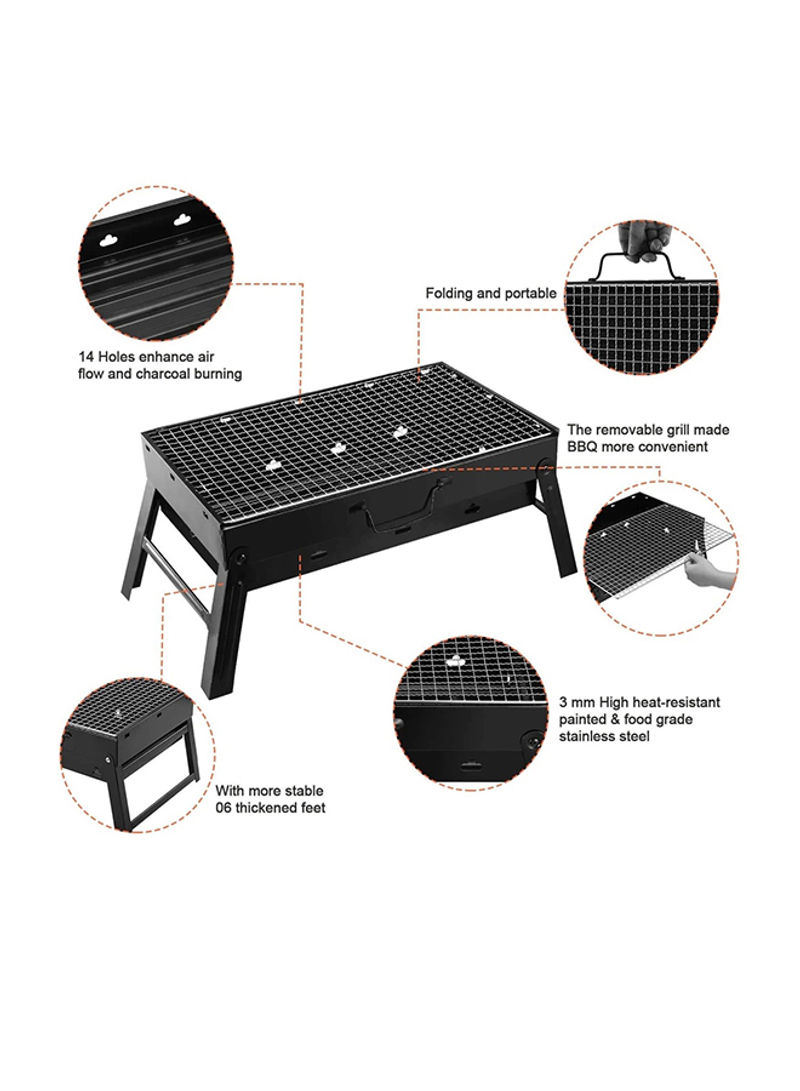 14 Holes enhance air
flow and charcoal burning
Folding and portable
The removable grill made
BBQ more convenient
3 mm High heat-resistant
painted & food grade
stainless steel
With more stable
06 thickened feet